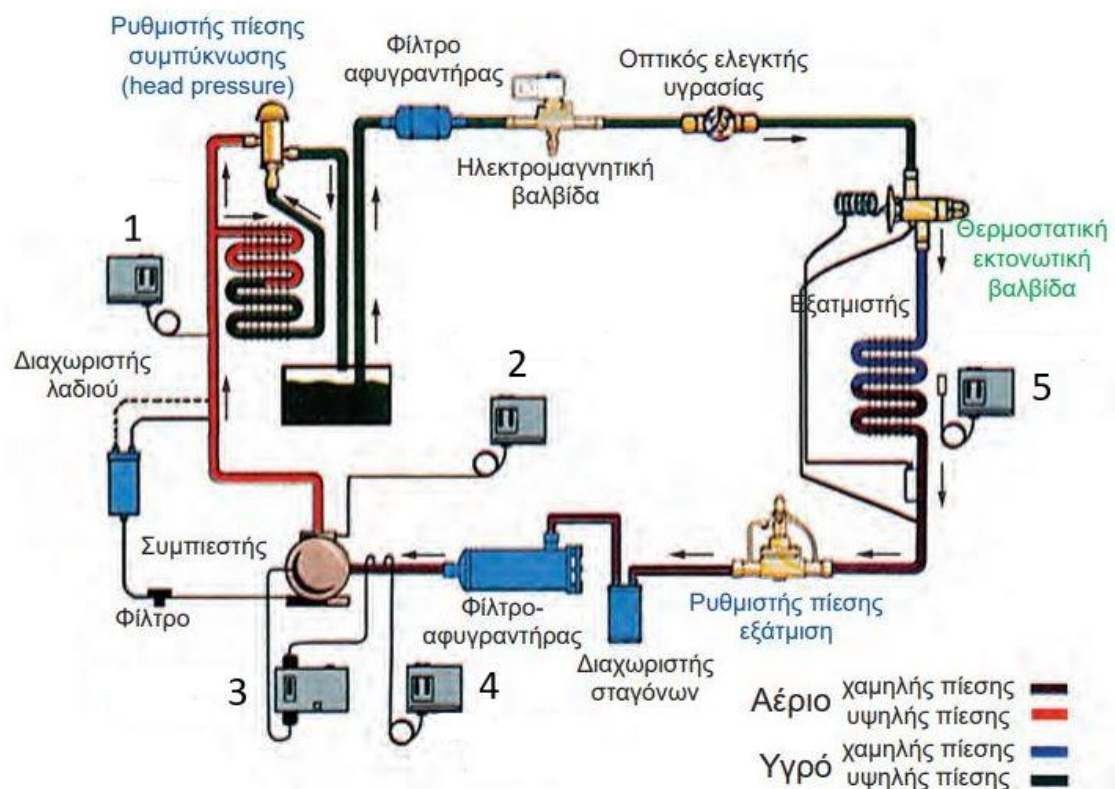 Ρυθμιστής πίεσης
συμπύκνωσης
(head pressure)
Φίλτρο
αφυγραντήρας
Ηλεκτρομαγνητική
βαλβίδα
Οπτικός ελεγκτής
υγρασίας
Θερμοστατική
εκτονωτική
βαλβίδα
Εξατμιστής
1
Διαχωριστής
λαδιού
2
5
Συμπιεστής
Φίλτρο
3
4
Φίλτρο-
αφυγραντήρας
Διαχωριστής
σταγόνων
Ρυθμιστής πίεσης
εξάτμιση
Αέριο
χαμηλής πίεσης
υψηλής πίεσης
Υγρό
χαμηλής πίεσης
υψηλής πίεσης